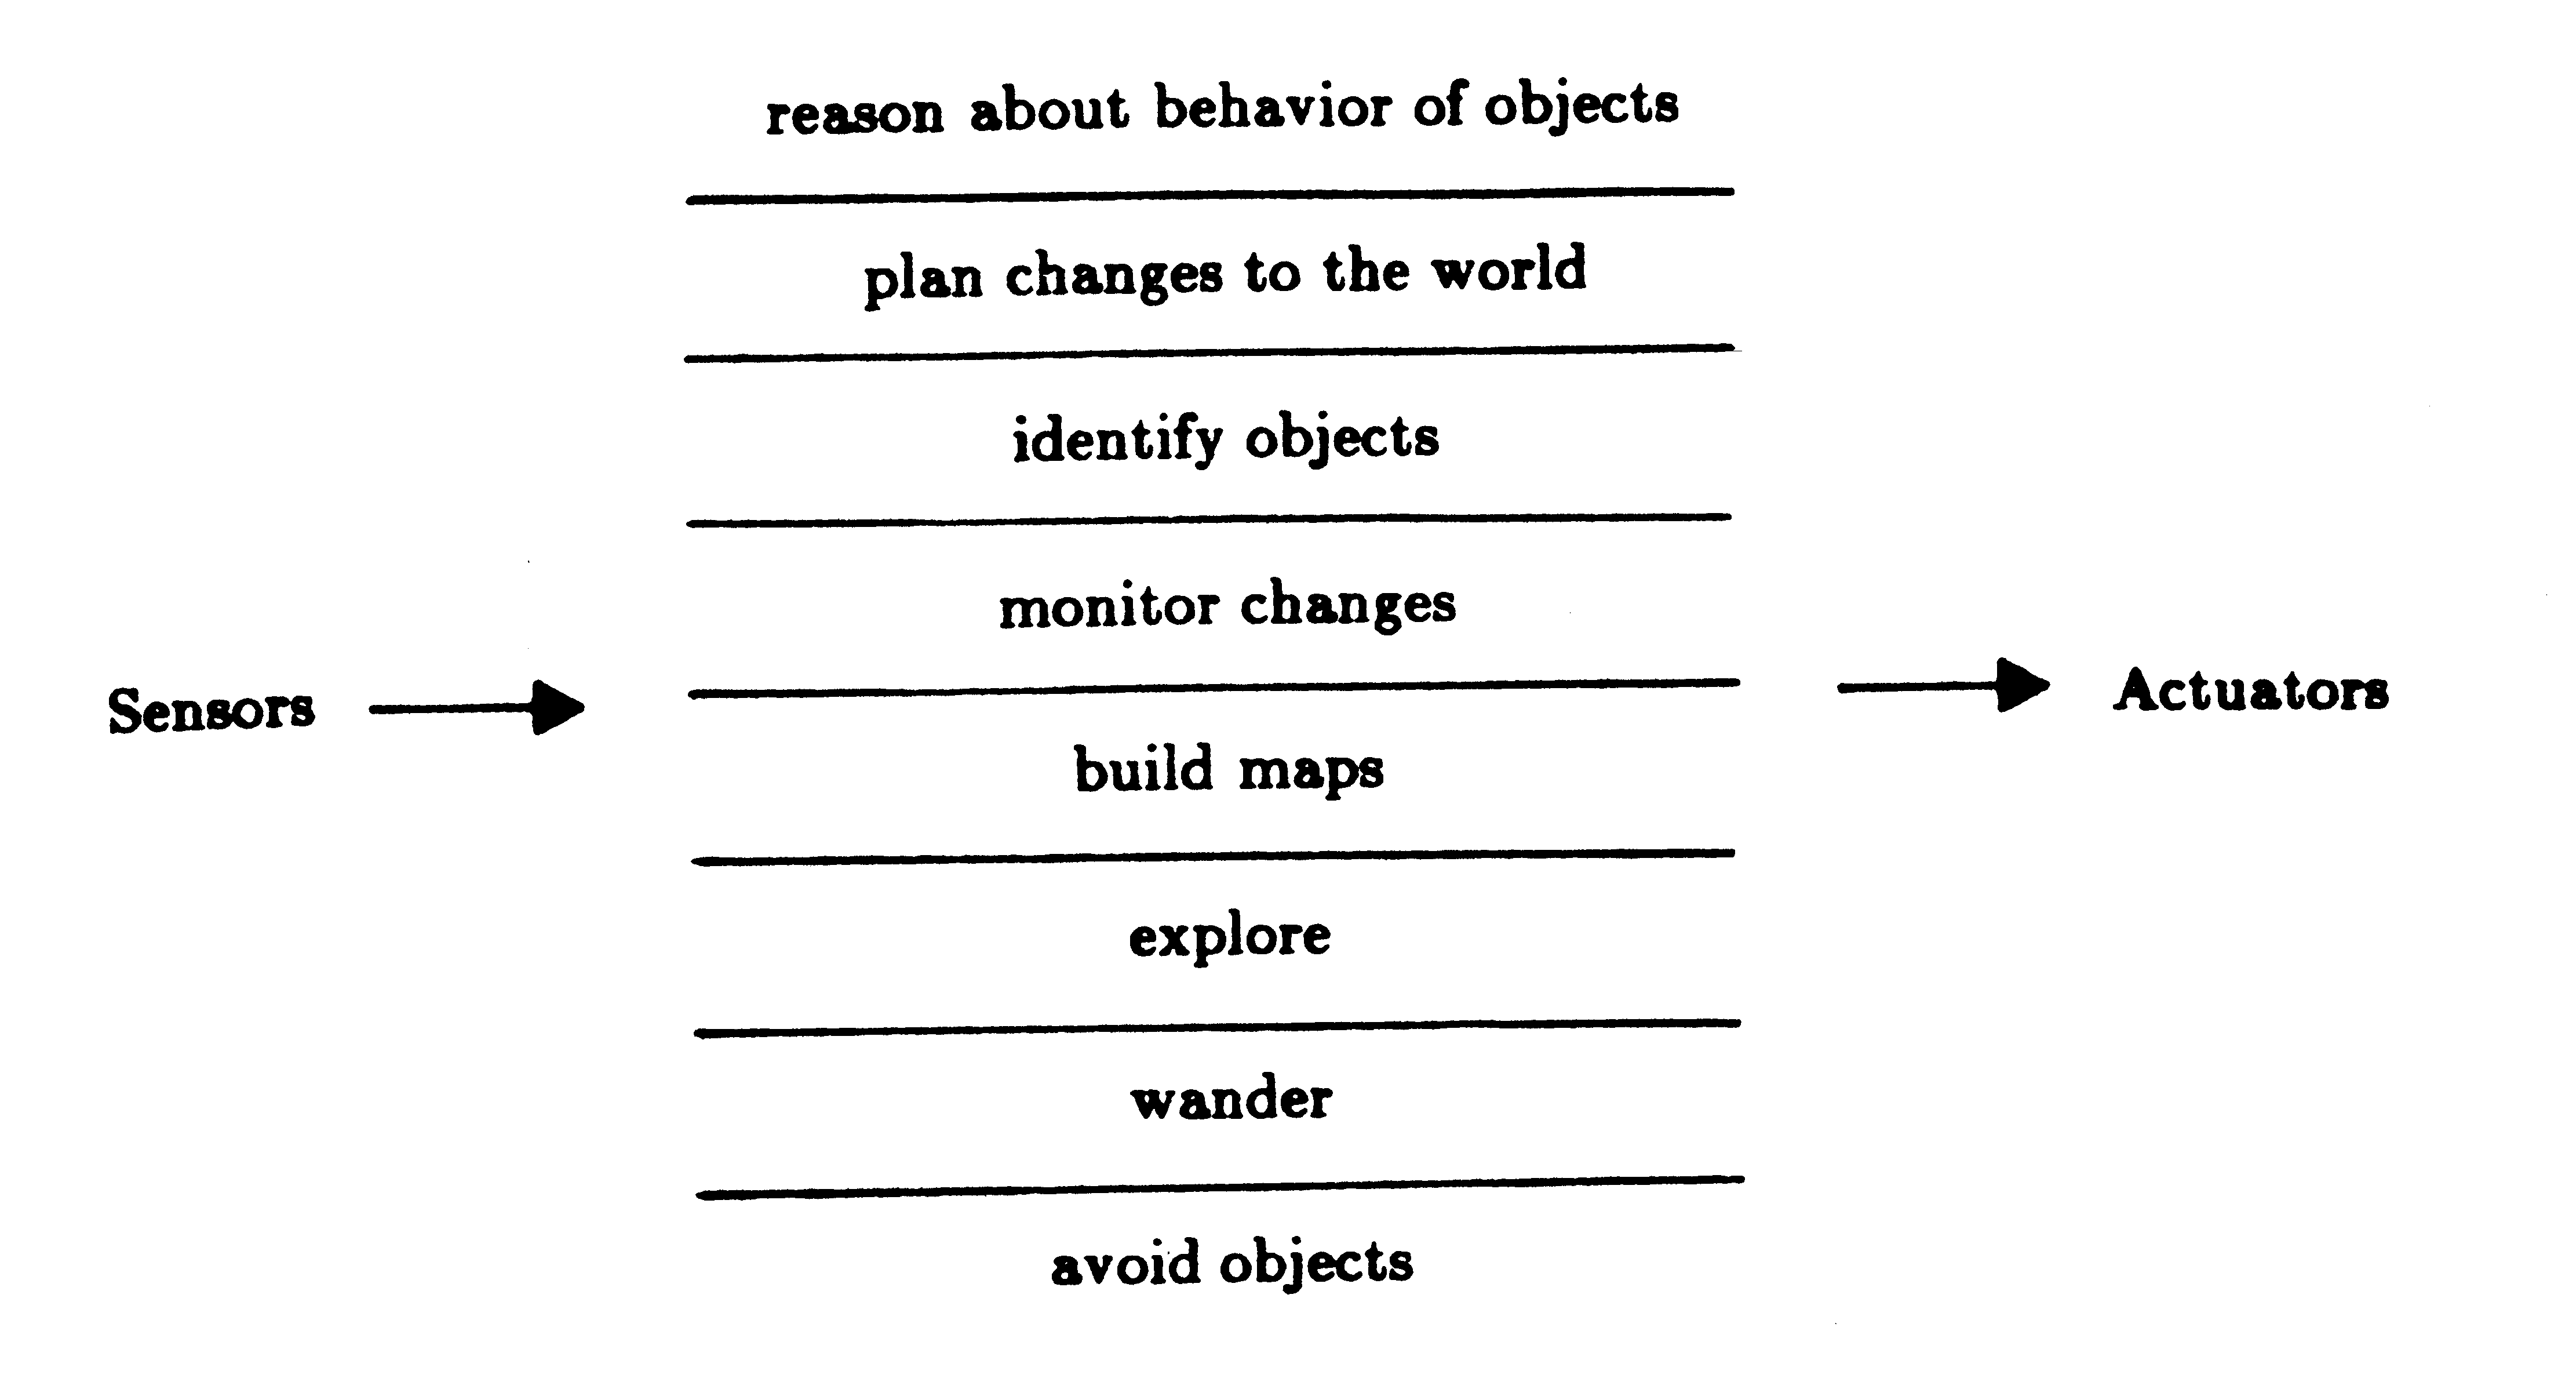 reason about behavior of objects
plan changes to the world
identify objects
monitor changes
Sensors
Actuators
build maps
explore
wander
avoid objects